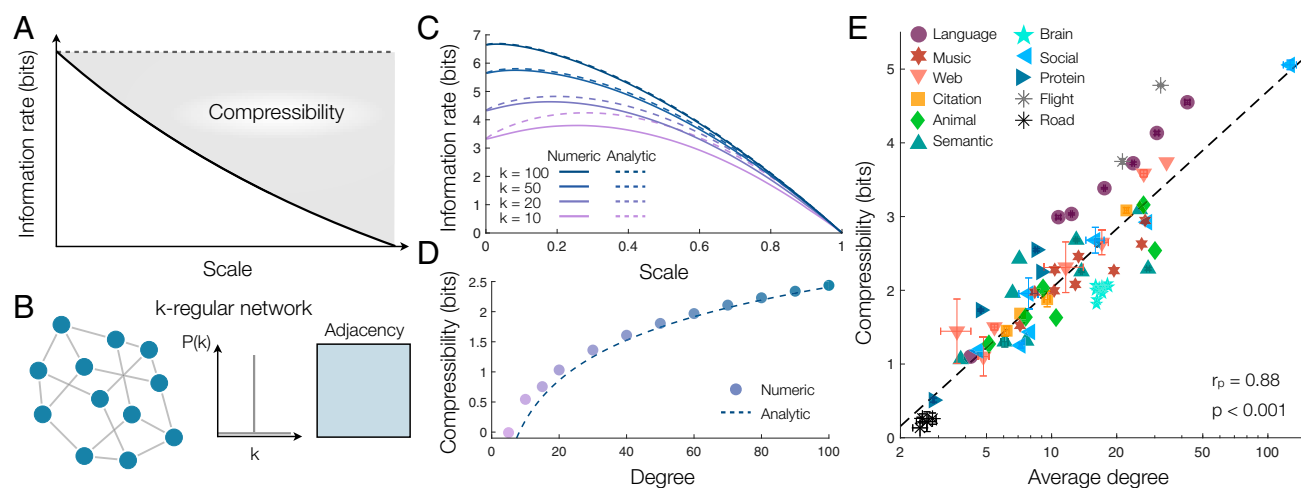 A
Information rate (bits)
Compressibility
Scale
B
k-regular network
P(k)
k
Adjacency
C
Information rate (bits)
7
6
5
4
3
2
1
0
Numeric Analytic
k = 100
k = 50
k = 20
k = 10
0 0.2 0.4 0.6 0.8 1
Scale
D
Compressibility (bits)
2.5
2
1.5
1
0.5
0
Numeric
Analytic
0 20 40 60 80 100
Degree
E
Compressibility (bits)
5
4
3
2
1
0
Language
Music
Web
Citation
Animal
Semantic
Brain
Social
Protein
Flight
Road
rp = 0.88
p < 0.001
2 5 10 20 50 100
Average degree